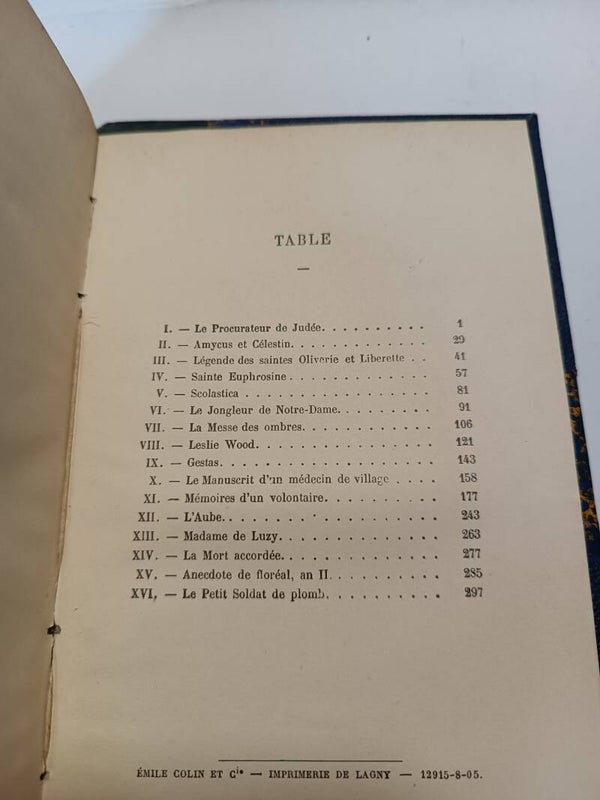 TABLE
I. — Le Procurateur de Judée. . . . . . . . . . . 1
II. — Amycus et Célestin. . . . . . . . . . . . . 29
III. — Légende des saintes Oliverie et Liberette . . 41
IV. — Sainte Euphrosine . . . . . . . . . . . . . 57
V. — Scolastica . . . . . . . . . . . . . . . . 81
VI. — Le Jongleur de Notre-Dame. . . . . . . . . 91
VII. — La Messe des ombres. . . . . . . . . . . . 106
VIII. — Leslie Wood. . . . . . . . . . . . . . . . 121
IX. — Gestas. . . . . . . . . . . . . . . . . . . 143
X. — Le Manuscrit d'un médecin de village . . . . 158
XI. — Mémoires d'un volontaire. . . . . . . . . . 177
XII. — L'Aube. . . . . . . . . . . . . . . . . . . 243
XIII. — Madame de Luzy . . . . . . . . . . . . . . 263
XIV. — La Mort accordée. . . . . . . . . . . . . . 277
XV. — Anecdote de floréal, an II. . . . . . . . . . 285
XVI. — Le Petit Soldat de plomb. . . . . . . . . . 297
ÉMILE COLIN ET Cie — IMPRIMERIE DE LAGNY — 12915-8-05.